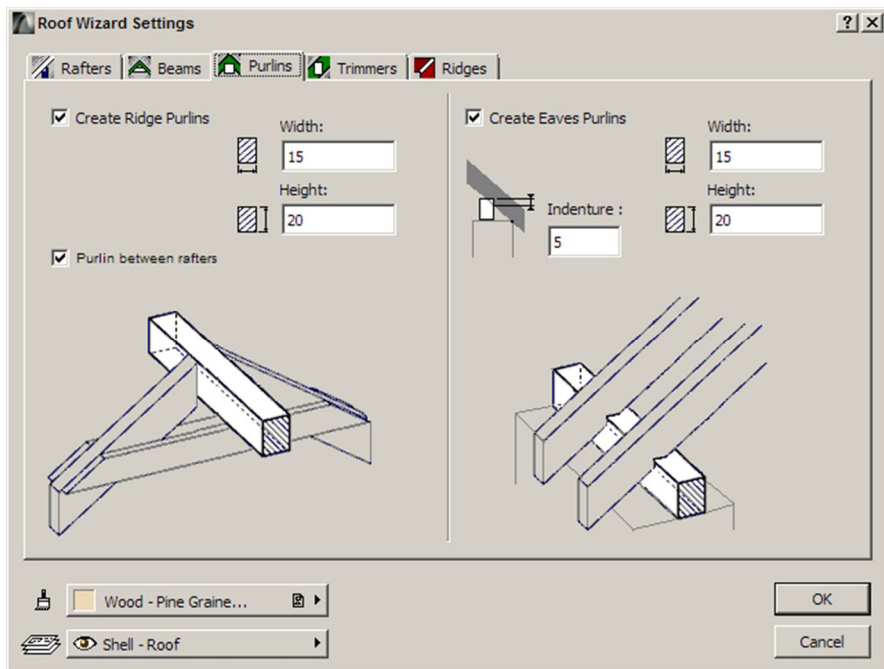 Roof Wizard Settings
Rafters Beams Purlins Trimmers Ridges
Create Ridge Purlins
Width:
15
Height:
20
Purlin between rafters
Create Eaves Purlins
Width:
15
Indenture :
5
Height:
20
Wood - Pine Graine...
Shell - Roof
OK
Cancel